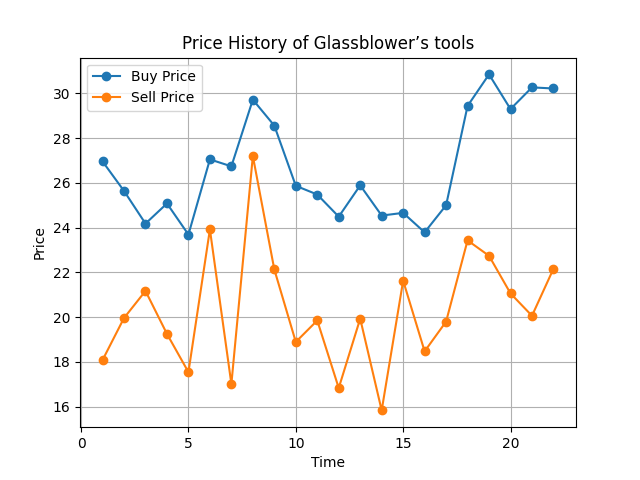 Price History of Glassblower’s tools
Buy Price
Sell Price
Price
30
28
26
24
22
20
18
16
0 5 10 15 20
Time